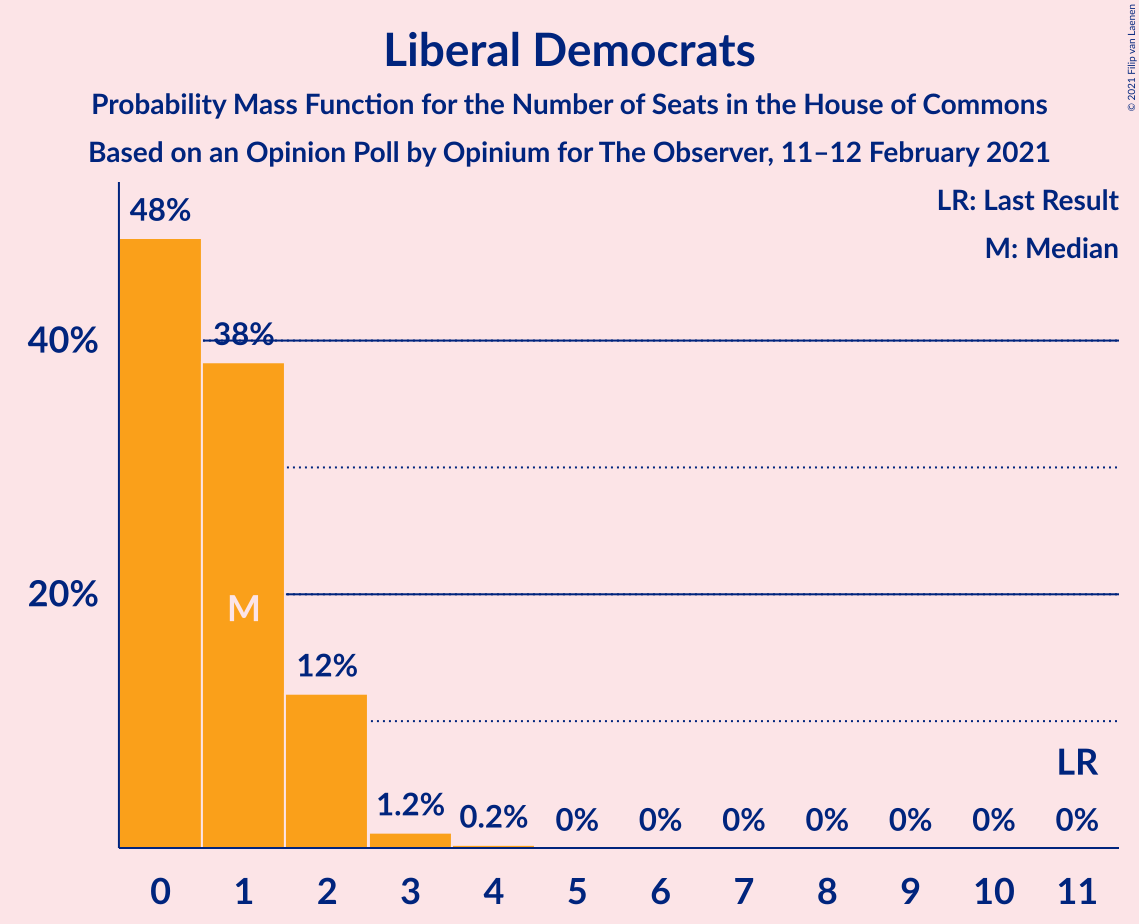 Liberal Democrats
Probability Mass Function for the Number of Seats in the House of Commons
Based on an Opinion Poll by Opinium for The Observer, 11–12 February 2021
© 2021 Filip van Laenen
LR: Last Result
M: Median
48%
38%
40%
20%
M
12%
LR
1.2% 0.2% 0% 0% 0% 0% 0% 0% 0%
0 1 2 3 4 5 6 7 8 9 10 11